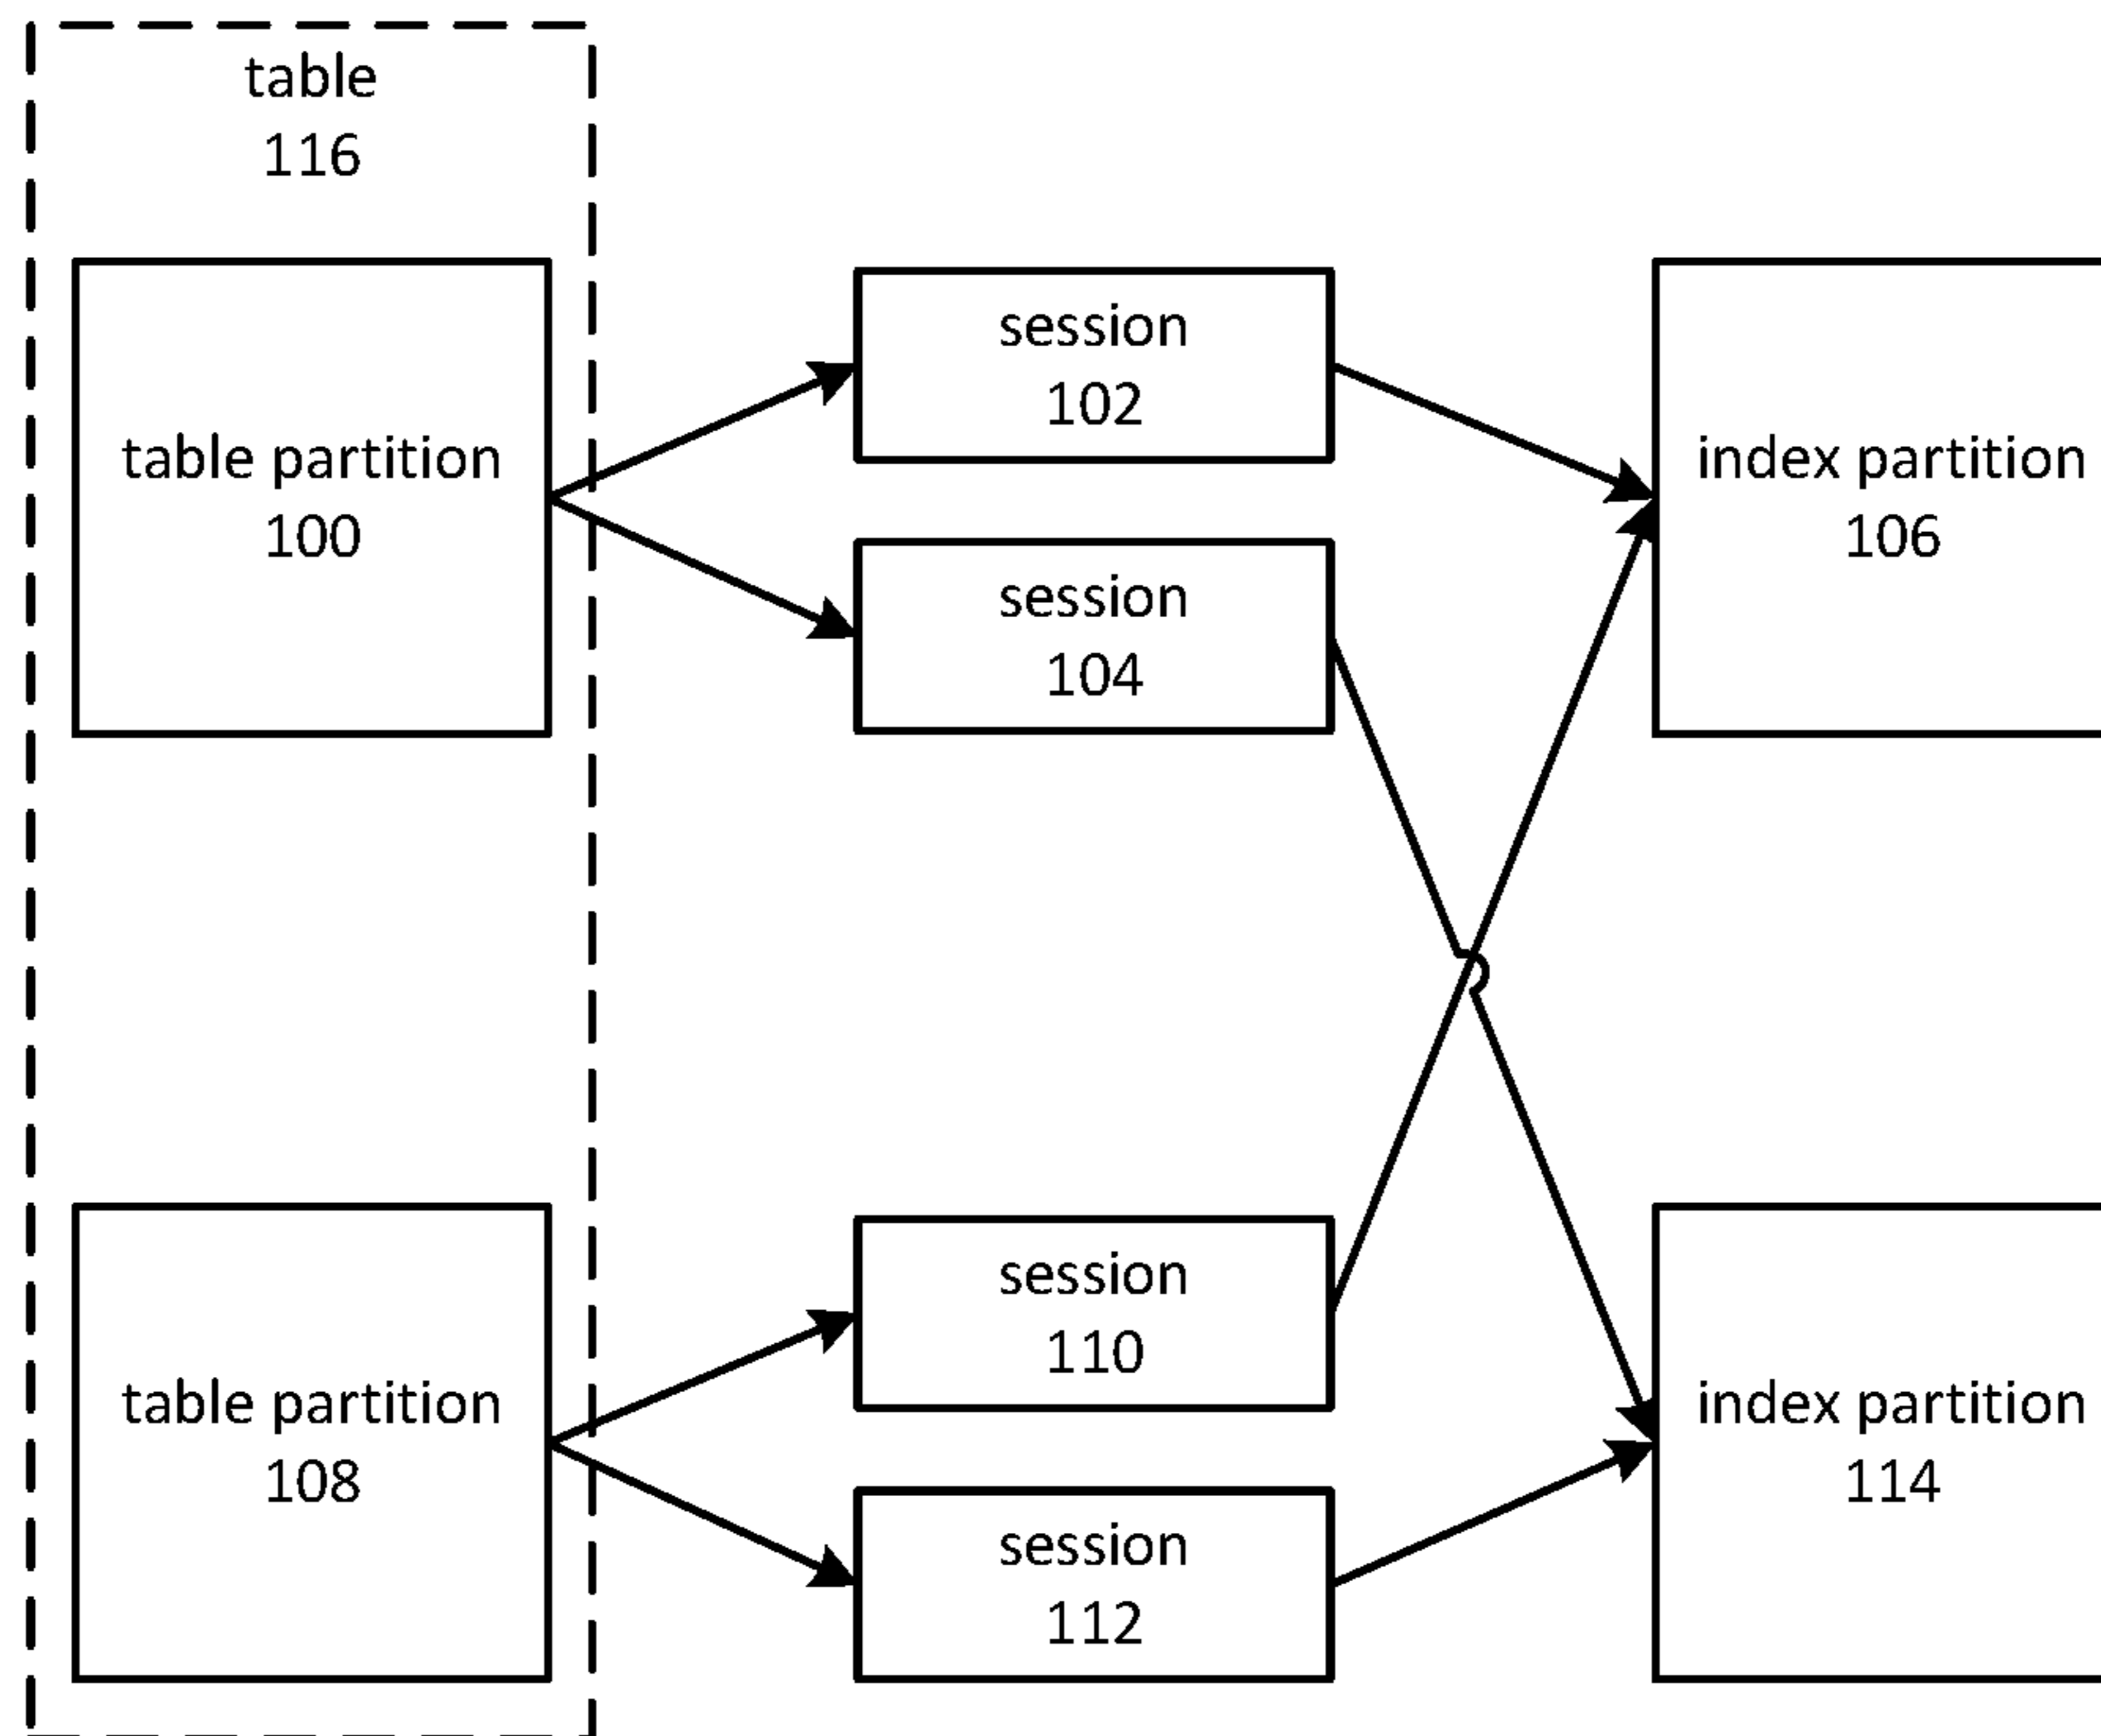 table
116
table partition
100
session
102
session
104
index partition
106
table partition
108
session
110
session
112
index partition
114